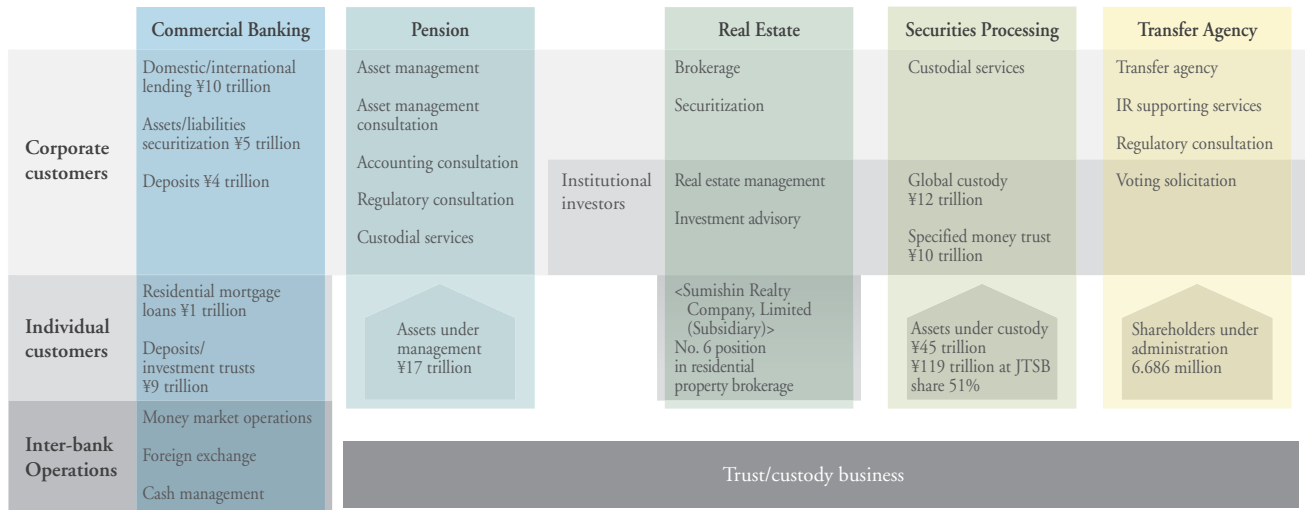 Commercial Banking
Pension
Real Estate
Securities Processing
Transfer Agency
Corporate
customers
Domestic/international
lending ¥10 trillion
Assets/liabilities
securitization ¥5 trillion
Deposits ¥4 trillion
Asset management
Asset management
consultation
Accounting consultation
Regulatory consultation
Custodial services
Institutional
investors
Brokerage
Securitization
Real estate management
Investment advisory
Custodial services
Global custody
¥12 trillion
Specified money trust
¥10 trillion
Transfer agency
IR supporting services
Regulatory consultation
Voting solicitation
Individual
customers
Residential mortgage
loans ¥1 trillion
Deposits/
investment trusts
¥9 trillion
Assets under
management
¥17 trillion
<Sumishin Realty
Company, Limited
(Subsidiary)>
No. 6 position
in residential
property brokerage
Assets under custody
¥45 trillion
¥119 trillion at JTSB
share 51%
Shareholders under
administration
6.686 million
Inter-bank
Operations
Money market operations
Foreign exchange
Cash management
Trust/custody business